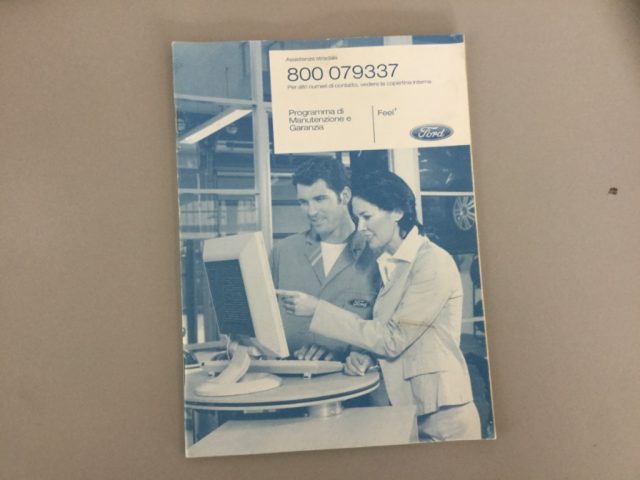 Assistenza stradale
800 079337
Per altri numeri di contatto, vedere la copertina interna
Programma di
Manutenzione e
Garanzia
Feel'
Ford
Ford